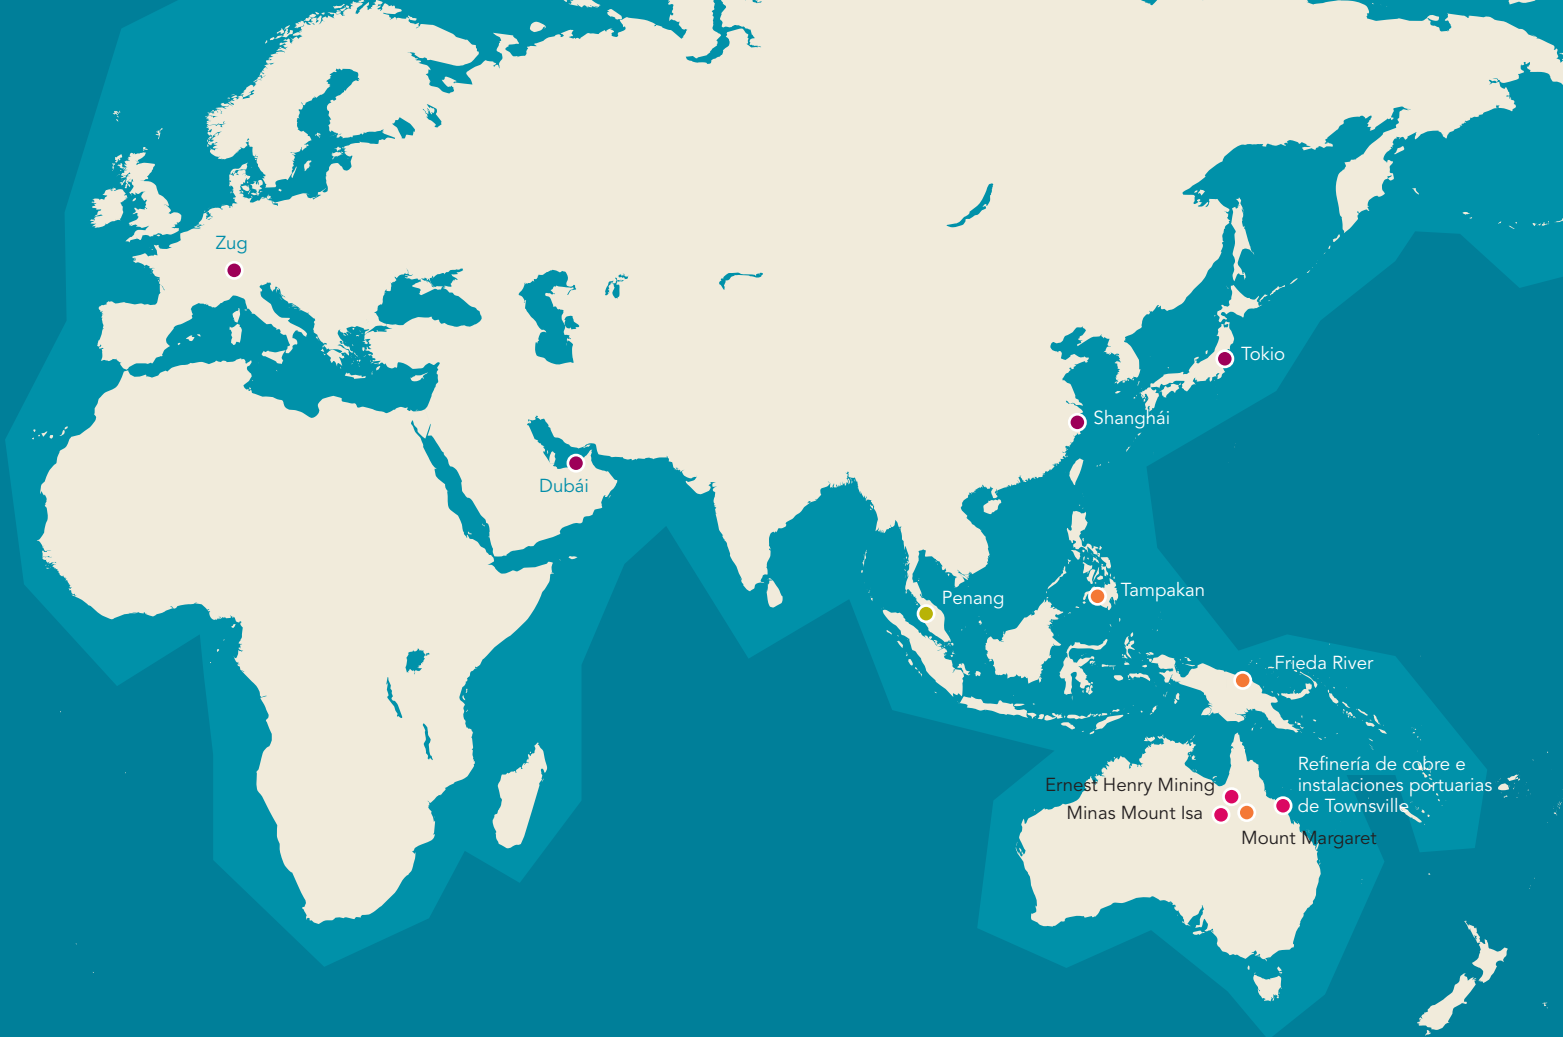 Zug
Tokio
Shanghái
Dubái
Tampakan
Penang
Frieda River
Refinería de cobre e
instalaciones portuarias
de Townsville
Ernest Henry Mining
Minas Mount Isa
Mount Margaret